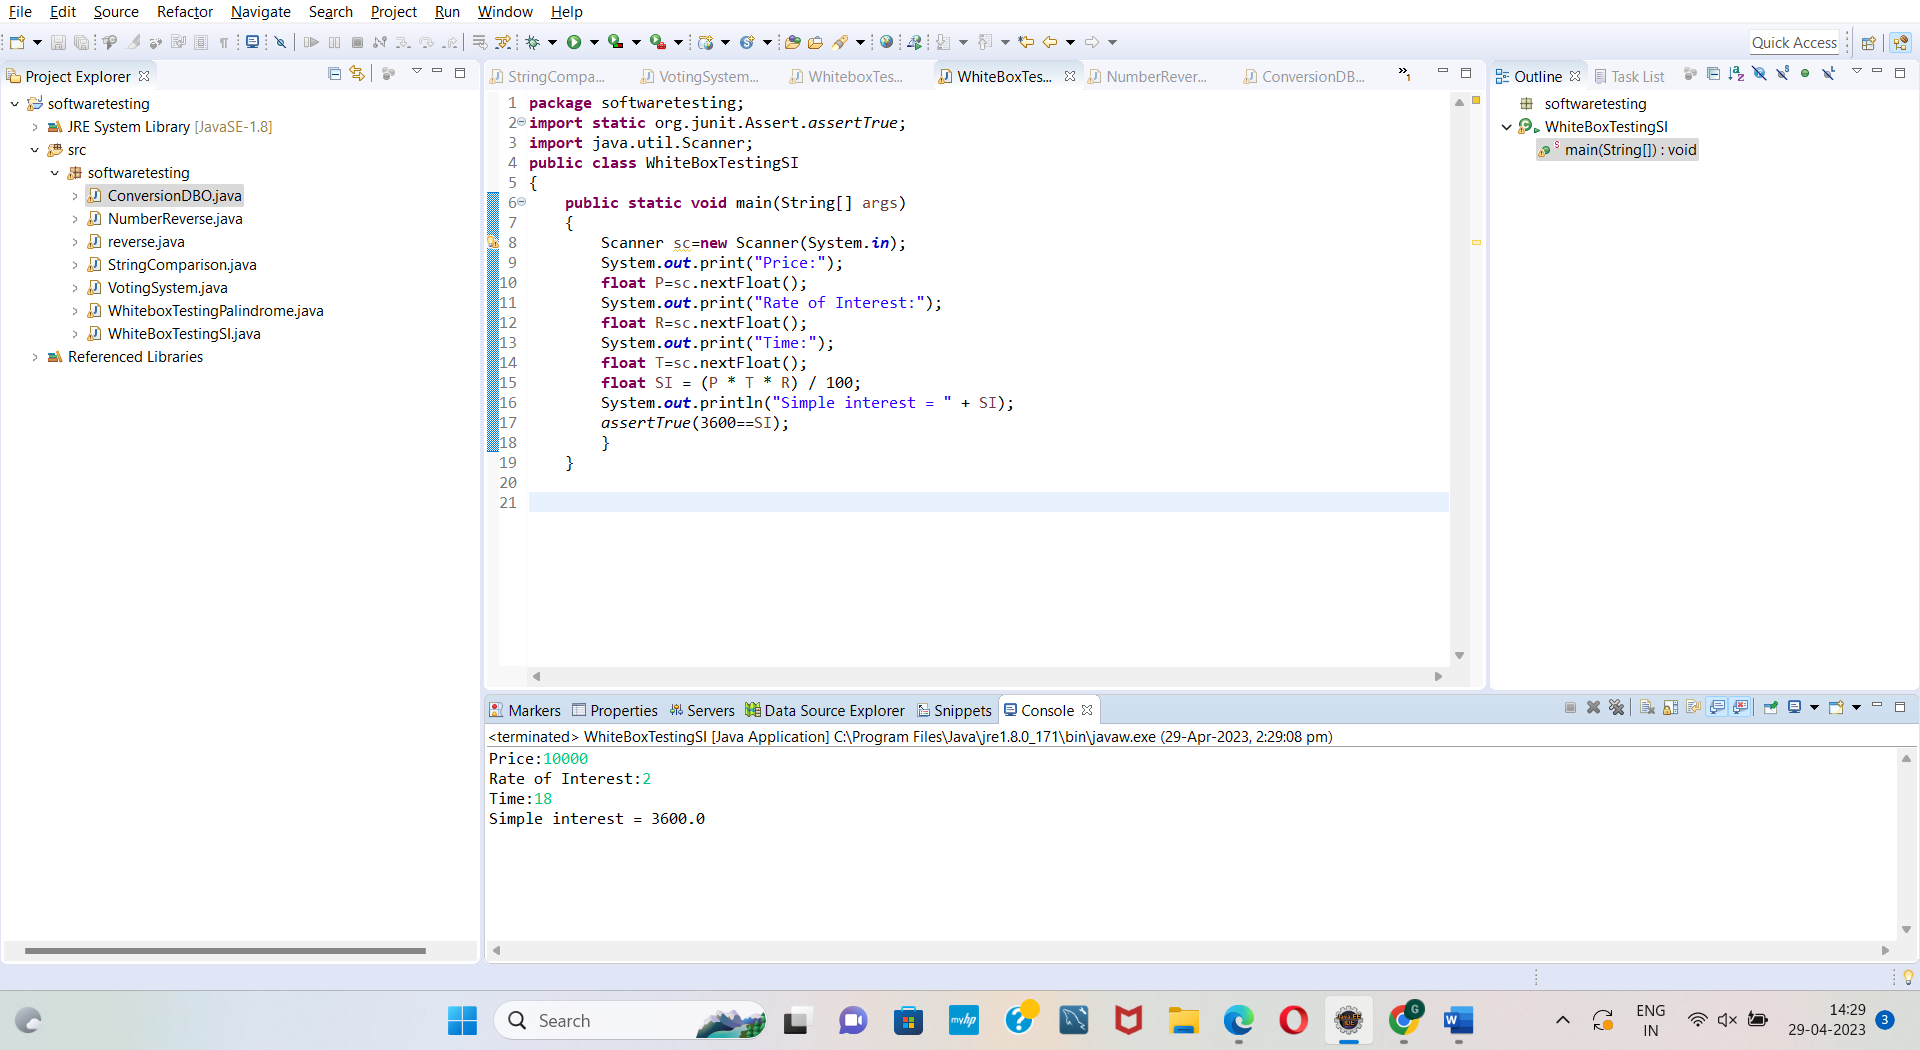 File Edit Source Refactor Navigate Search Project Run Window Help
Quick Access
Project Explorer
softwaretesting
JRE System Library [JavaSE-1.8]
src
softwaretesting
ConversionDBO.java
NumberReverse.java
reverse.java
StringComparison.java
VotingSystem.java
WhiteboxTestingPalindrome.java
WhiteBoxTestingSI.java
Referenced Libraries
StringCompa... VotingSystem... WhiteboxTes... WhiteBoxTes... NumberRever... ConversionDB... »1
1 package softwaretesting;
2 import static org.junit.Assert.assertTrue;
3 import java.util.Scanner;
4 public class WhiteBoxTestingSI
5 {
6 public static void main(String[] args)
7 {
8 Scanner sc=new Scanner(System.in);
9 System.out.print("Price:");
10 float P=sc.nextFloat();
11 System.out.print("Rate of Interest:");
12 float R=sc.nextFloat();
13 System.out.print("Time:");
14 float T=sc.nextFloat();
15 float SI = (P * T * R) / 100;
16 System.out.println("Simple interest = " + SI);
17 assertTrue(3600==SI);
18 }
19 }
20
21
Outline Task List
softwaretesting
WhiteBoxTestingSI
main(String[]) : void
Markers Properties Servers Data Source Explorer Snippets Console
<terminated> WhiteBoxTestingSI [Java Application] C:\Program Files\Java\jre1.8.0_171\bin\javaw.exe (29-Apr-2023, 2:29:08 pm)
Price:10000
Rate of Interest:2
Time:18
Simple interest = 3600.0
Search
myhp
G
W
ENG
IN
14:29
29-04-2023
3